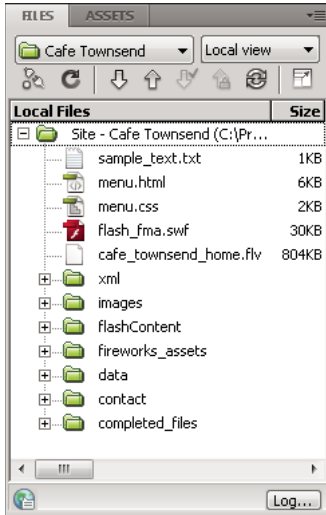 FILES ASSETS
Cafe Townsend Local view
Local Files Size
Site - Cafe Townsend (C:\Pr...
sample_text.txt 1KB
menu.html 6KB
menu.css 2KB
flash_fma.swf 30KB
cafe_townsend_home.flv 804KB
xml
images
flashContent
fireworks_assets
data
contact
completed_files
Log...